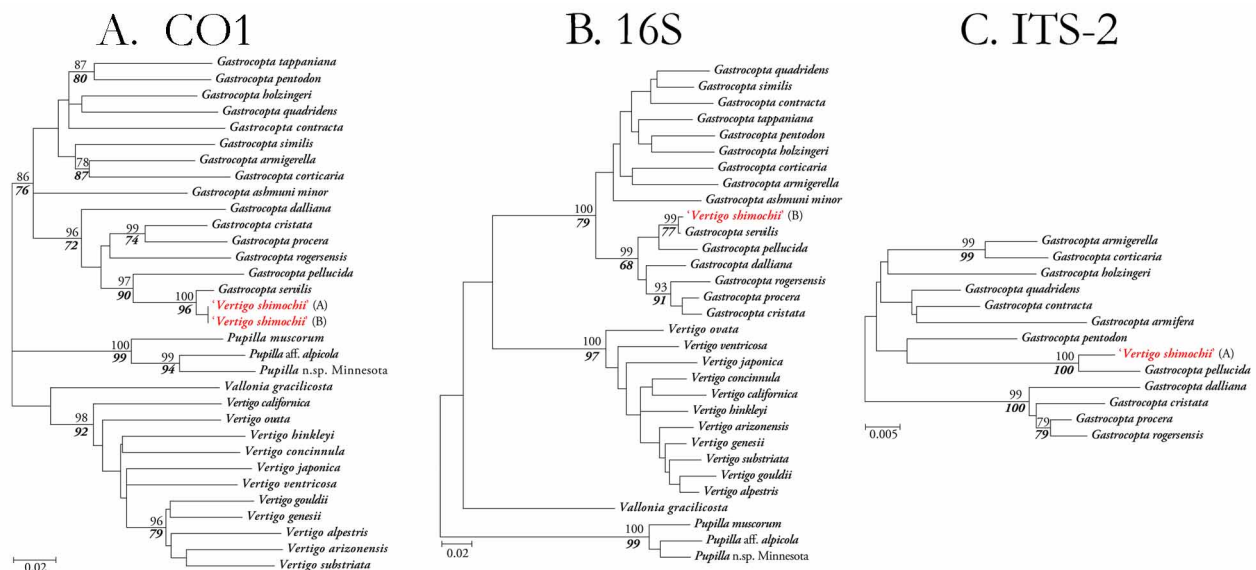 A. CO1
87
80
Gastrocopta tappaniana
Gastrocopta pentodon
Gastrocopta holzingeri
Gastrocopta quadridens
Gastrocopta contracta
Gastrocopta similis
78
87
Gastrocopta armigerella
Gastrocopta corticaria
86
76
Gastrocopta ashmuni minor
Gastrocopta dalliana
96
72
Gastrocopta cristata
99
74
Gastrocopta procera
Gastrocopta rogersensis
Gastrocopta pellucida
97
90
Gastrocopta servilis
100
96
'Vertigo shimochii' (A)
'Vertigo shimochii' (B)
Pupilla muscorum
100
99
Pupilla aff. alpicola
99
94
Pupilla n.sp. Minnesota
Vallonia gracilicosta
Vertigo californica
98
92
Vertigo ovata
Vertigo hinkleyi
Vertigo concinnula
Vertigo japonica
Vertigo ventricosa
Vertigo gouldii
Vertigo genesii
96
79
Vertigo alpestris
Vertigo arizonensis
Vertigo substriata
0.02
B. 16S
Gastrocopta quadridens
Gastrocopta similis
Gastrocopta contracta
Gastrocopta tappaniana
Gastrocopta pentodon
Gastrocopta holzingeri
Gastrocopta corticaria
Gastrocopta armigerella
Gastrocopta ashmuni minor
100
79
'Vertigo shimochii' (B)
99
77
Gastrocopta servilis
Gastrocopta pellucida
99
68
Gastrocopta dalliana
Gastrocopta rogersensis
93
91
Gastrocopta procera
Gastrocopta cristata
Vertigo ovata
100
97
Vertigo ventricosa
Vertigo japonica
Vertigo concinnula
Vertigo californica
Vertigo hinkleyi
Vertigo arizonensis
Vertigo genesii
Vertigo substriata
Vertigo gouldii
Vertigo alpestris
Vallonia gracilicosta
Pupilla muscorum
100
99
Pupilla aff. alpicola
Pupilla n.sp. Minnesota
0.02
C. ITS-2
Gastrocopta armigerella
99
99
Gastrocopta corticaria
Gastrocopta holzingeri
Gastrocopta quadridens
Gastrocopta contracta
Gastrocopta armifera
Gastrocopta pentodon
'Vertigo shimochii' (A)
100
100
Gastrocopta pellucida
Gastrocopta dalliana
99
100
Gastrocopta cristata
Gastrocopta procera
79
79
Gastrocopta rogersensis
0.005